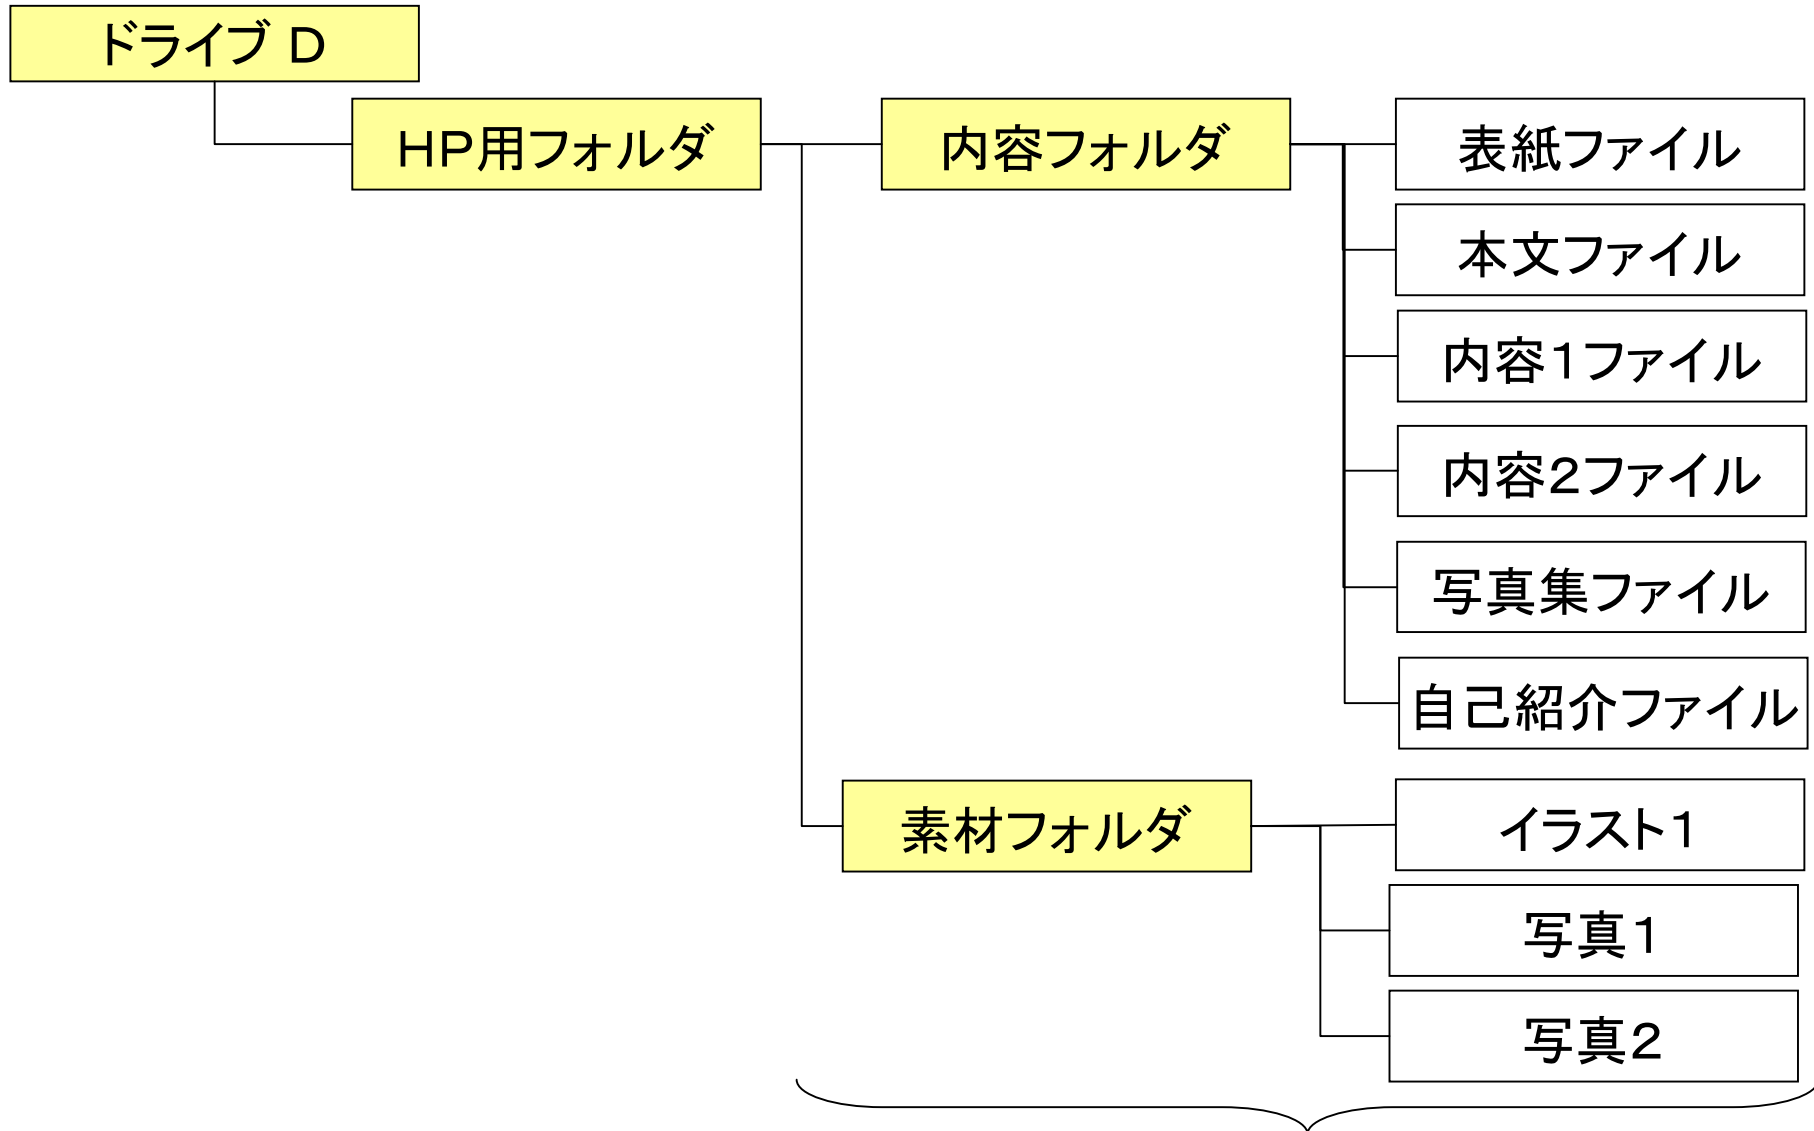 ドライブ D
HP用フォルダ
内容フォルダ
表紙ファイル
本文ファイル
内容1ファイル
内容2ファイル
写真集ファイル
自己紹介ファイル
素材フォルダ
イラスト1
写真1
写真2